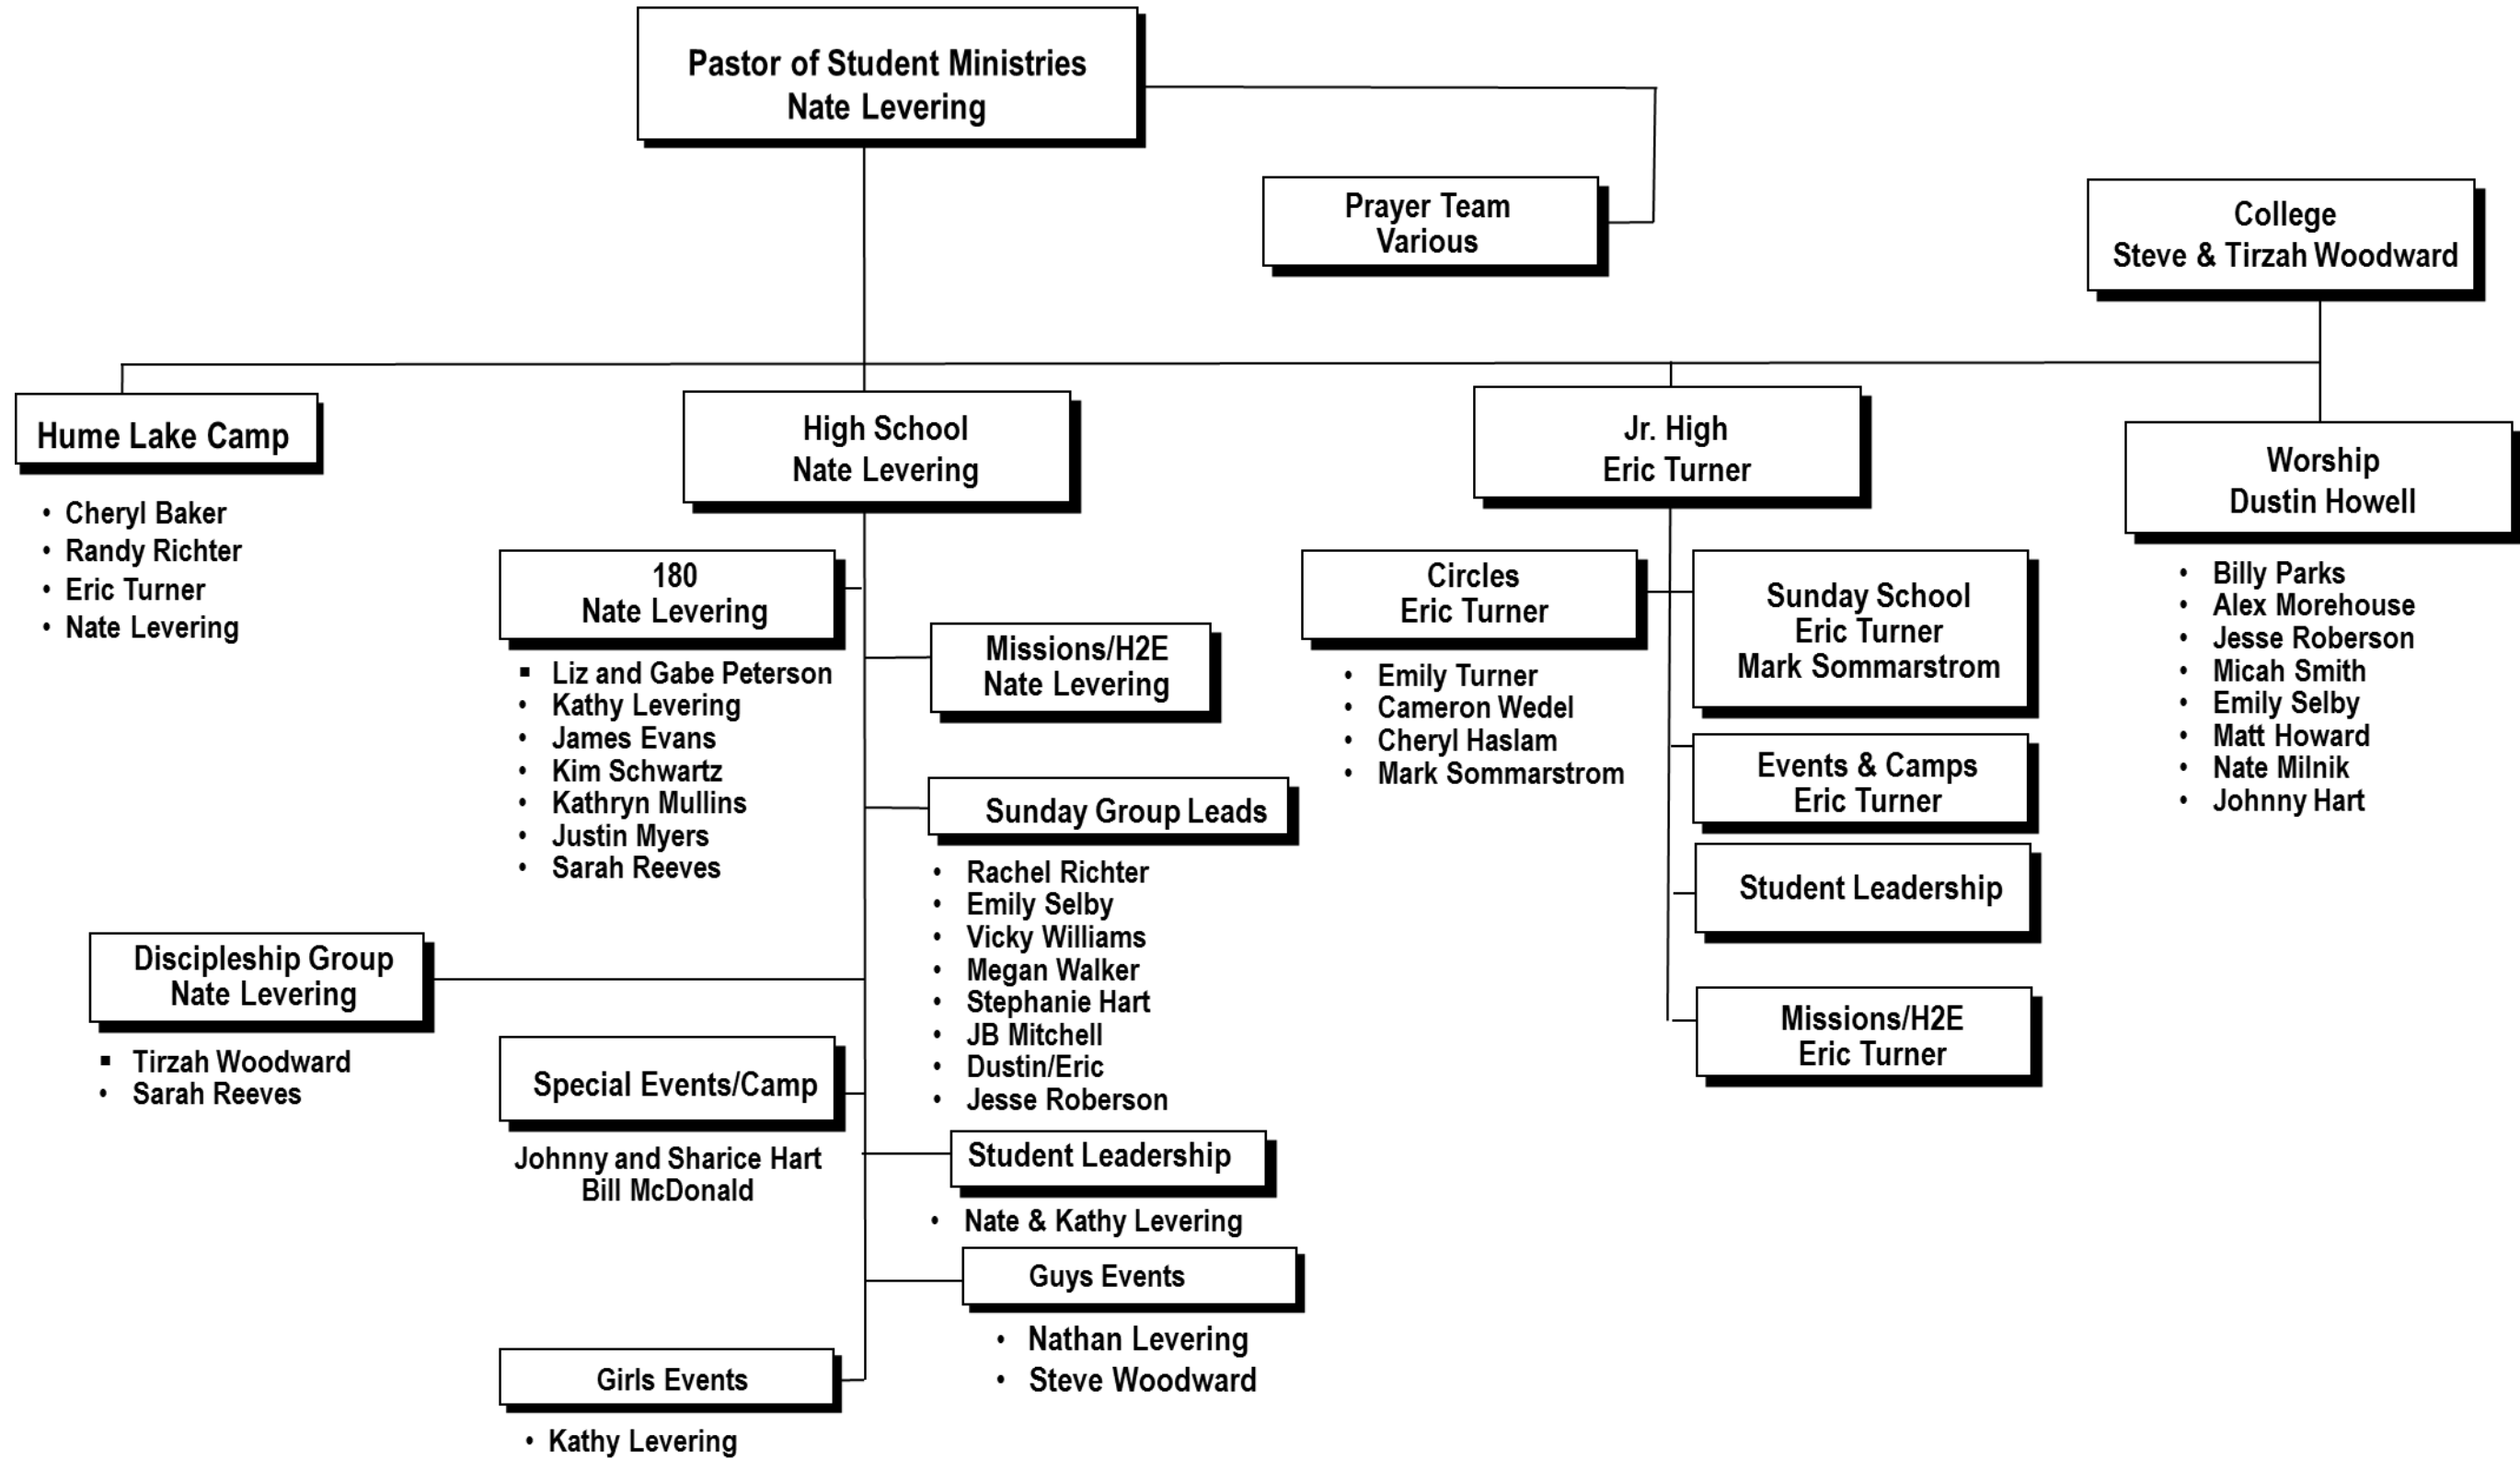 Pastor of Student Ministries
Nate Levering
Prayer Team
Various
College
Steve & Tirzah Woodward
Hume Lake Camp
• Cheryl Baker
• Randy Richter
• Eric Turner
• Nate Levering
High School
Nate Levering
180
Nate Levering
▪ Liz and Gabe Peterson
• Kathy Levering
• James Evans
• Kim Schwartz
• Kathryn Mullins
• Justin Myers
• Sarah Reeves
Missions/H2E
Nate Levering
Sunday Group Leads
• Rachel Richter
• Emily Selby
• Vicky Williams
• Megan Walker
• Stephanie Hart
• JB Mitchell
• Dustin/Eric
• Jesse Roberson
Discipleship Group
Nate Levering
▪ Tirzah Woodward
• Sarah Reeves
Special Events/Camp
Johnny and Sharice Hart
Bill McDonald
Student Leadership
• Nate & Kathy Levering
Guys Events
• Nathan Levering
• Steve Woodward
Girls Events
• Kathy Levering
Jr. High
Eric Turner
Circles
Eric Turner
• Emily Turner
• Cameron Wedel
• Cheryl Haslam
• Mark Sommarstrom
Sunday School
Eric Turner
Mark Sommarstrom
Events & Camps
Eric Turner
Student Leadership
Missions/H2E
Eric Turner
Worship
Dustin Howell
• Billy Parks
• Alex Morehouse
• Jesse Roberson
• Micah Smith
• Emily Selby
• Matt Howard
• Nate Milnik
• Johnny Hart